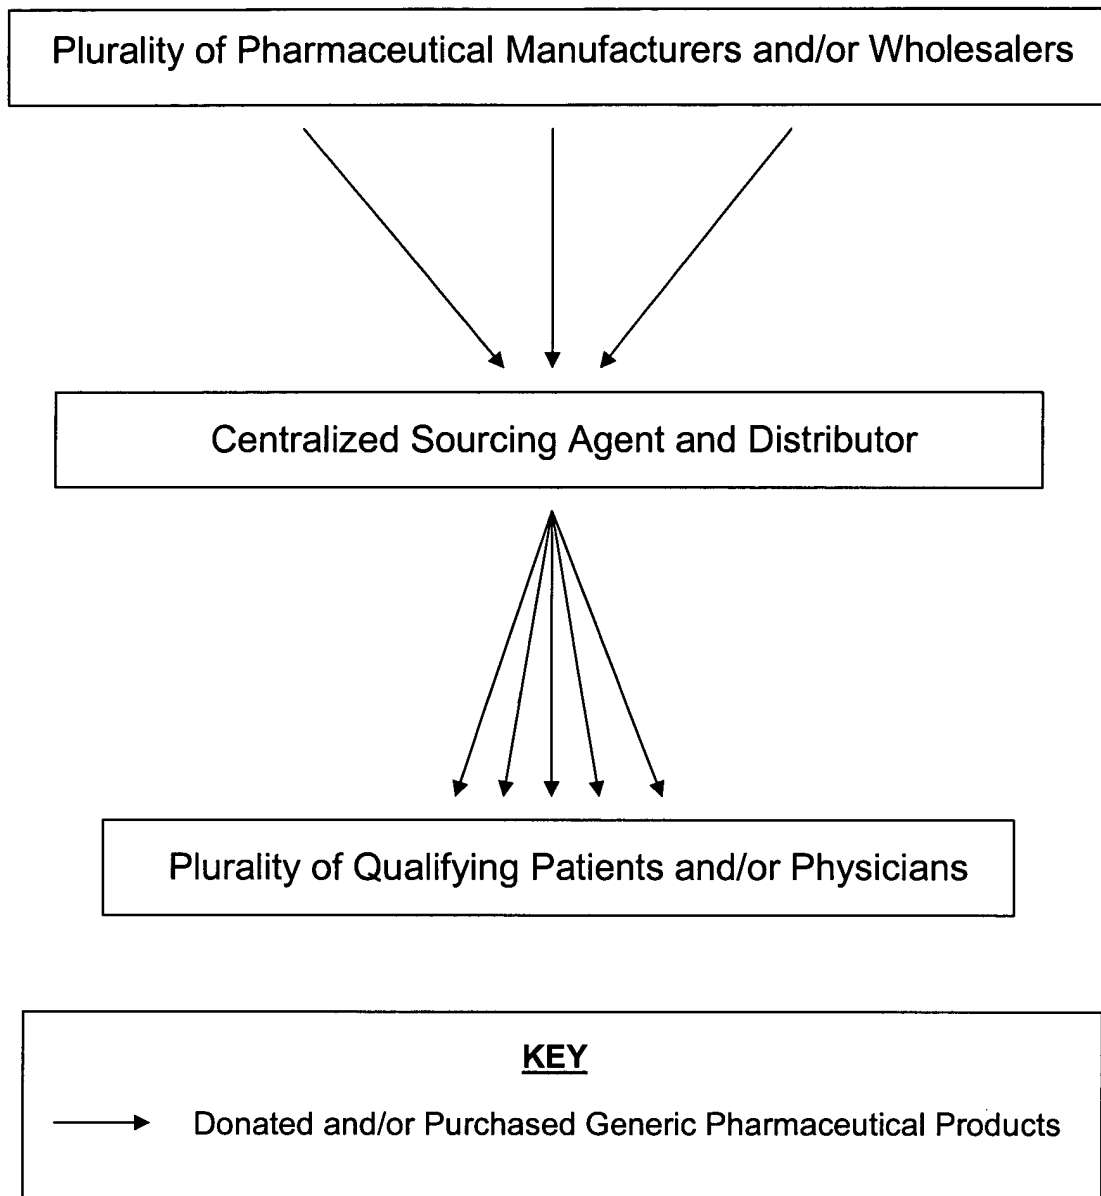 Plurality of Pharmaceutical Manufacturers and/or Wholesalers
Centralized Sourcing Agent and Distributor
Plurality of Qualifying Patients and/or Physicians
KEY
Donated and/or Purchased Generic Pharmaceutical Products